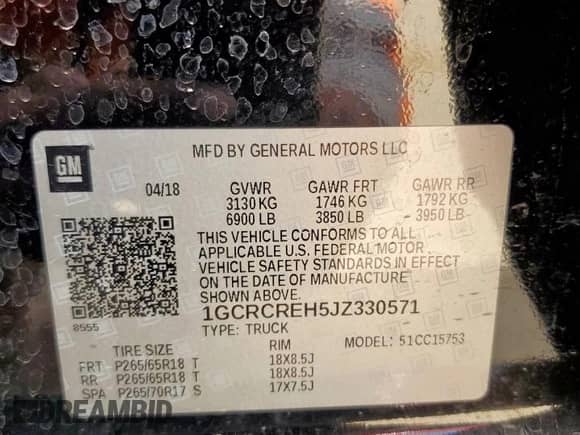 MFD BY GENERAL MOTORS LLC
GM
04/18 GVWR GAWR FRT GAWR RR
3130 KG 1746 KG 1792 KG
6900 LB 3850 LB 3950 LB
THIS VEHICLE CONFORMS TO ALL
APPLICABLE U.S. FEDERAL MOTOR
VEHICLE SAFETY STANDARDS IN EFFECT
ON THE DATE OF MANUFACTURE
SHOWN ABOVE.
8555
1GCRCREH5JZ330571
TYPE: TRUCK MODEL: 51CC15753
TIRE SIZE RIM
FRT P265/65R18 T 18X8.5J
RR P265/65R18 T 18X8.5J
SPA P265/70R17 S 17X7.5J
DREAMBID